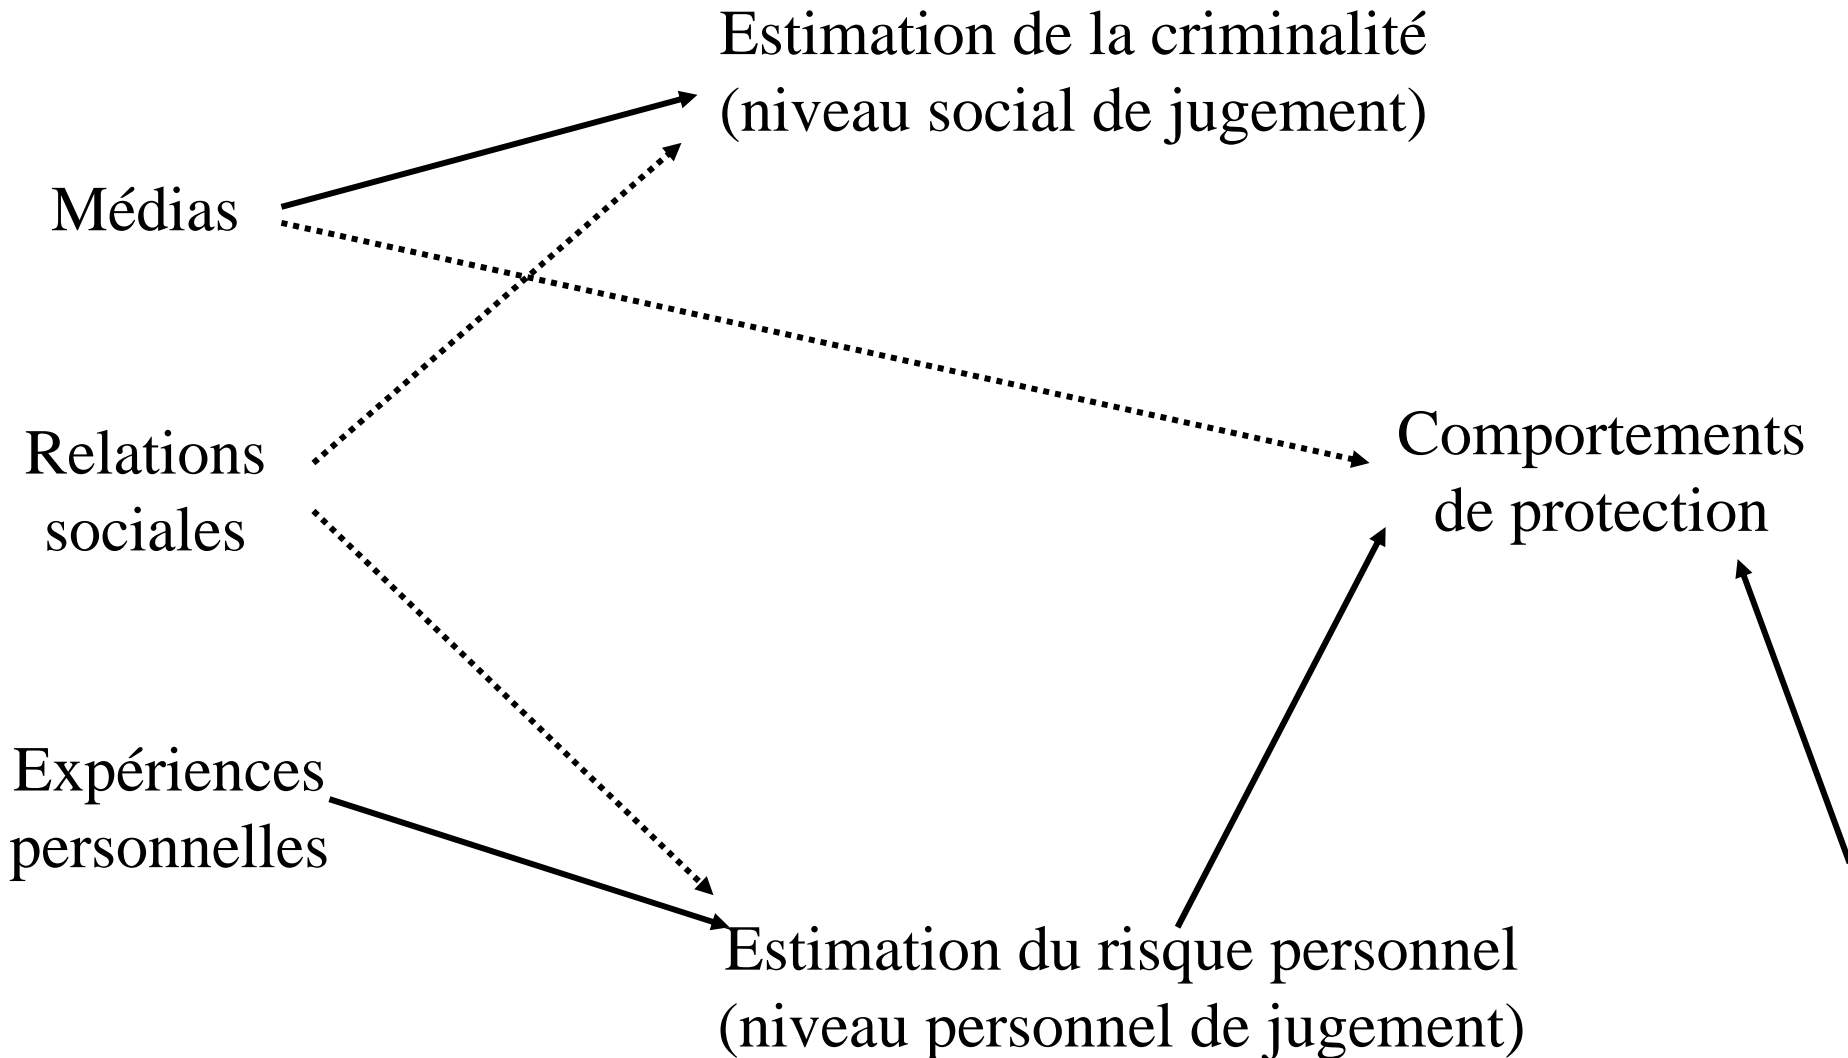 Estimation de la criminalité
(niveau social de jugement)
Médias
Relations
sociales
Comportements
de protection
Expériences
personnelles
Estimation du risque personnel
(niveau personnel de jugement)